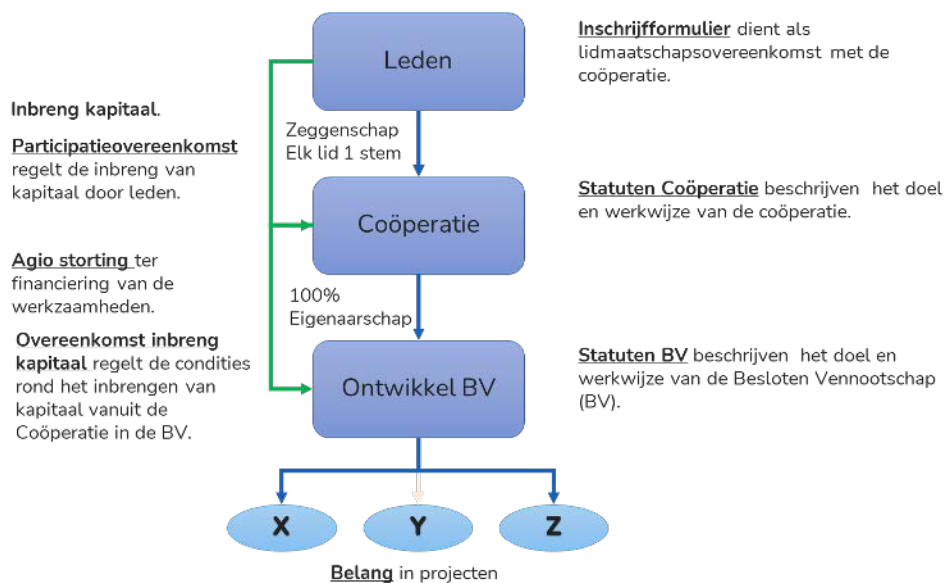 Leden
Inschrijfformulier dient als
lidmaatschapsovereenkomst met de
coöperatie.
Inbreng kapitaal.
Participatieovereenkomst
regelt de inbreng van
kapitaal door leden.
Zeggenschap
Elk lid 1 stem
Coöperatie
Statuten Coöperatie beschrijven het doel
en werkwijze van de coöperatie.
Agio storting ter
financiering van de
werkzaamheden.
100%
Eigenaarschap
Overeenkomst inbreng
kapitaal regelt de condities
rond het inbrengen van
kapitaal vanuit de
Coöperatie in de BV.
Ontwikkel BV
Statuten BV beschrijven het doel en
werkwijze van de Besloten Vennootschap
(BV).
X
Y
Z
Belang in projecten